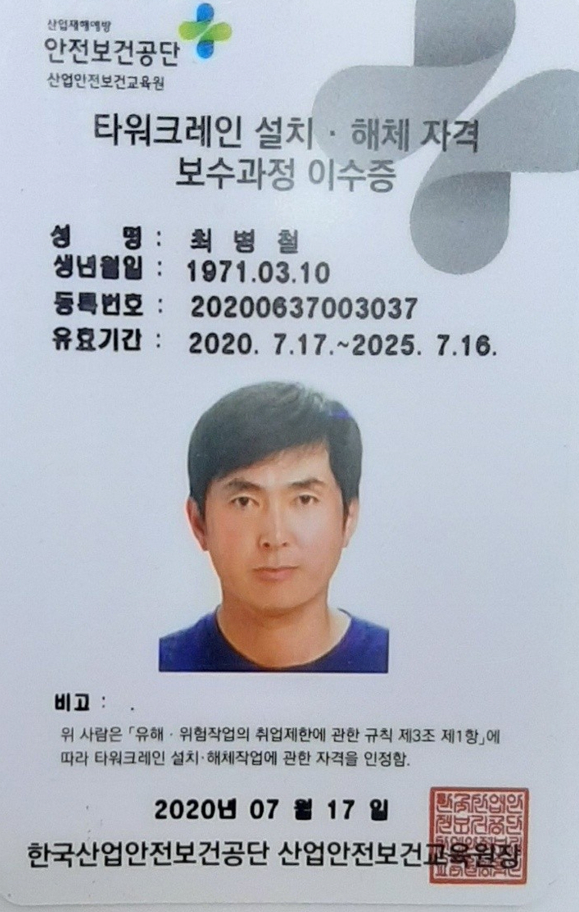 산업재해예방
안전보건공단
산업안전보건교육원
타워크레인 설치 · 해체 자격
보수과정 이수증
성 명 : 최 병 철
생년월일 : 1971.03.10
등록번호 : 20200637003037
유효기간 : 2020. 7.17.~2025. 7.16.
비고 : .
위 사람은 「유해 · 위험작업의 취업제한에 관한 규칙 제3조 제1항」에
따라 타워크레인 설치·해체작업에 관한 자격을 인정함.
2020년 07 월 17 일
한국산업안전보건공단 산업안전보건교육원장